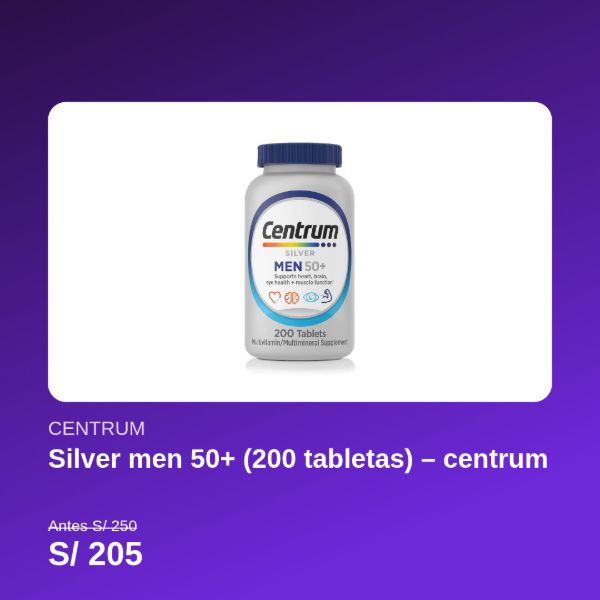 Centrum
SILVER
MEN 50+
Supports heart, brain,
eye health + muscle function
200 Tablets
Multivitamin/Multimineral Supplement
CENTRUM
Silver men 50+ (200 tabletas) – centrum
Antes S/ 250
S/ 205